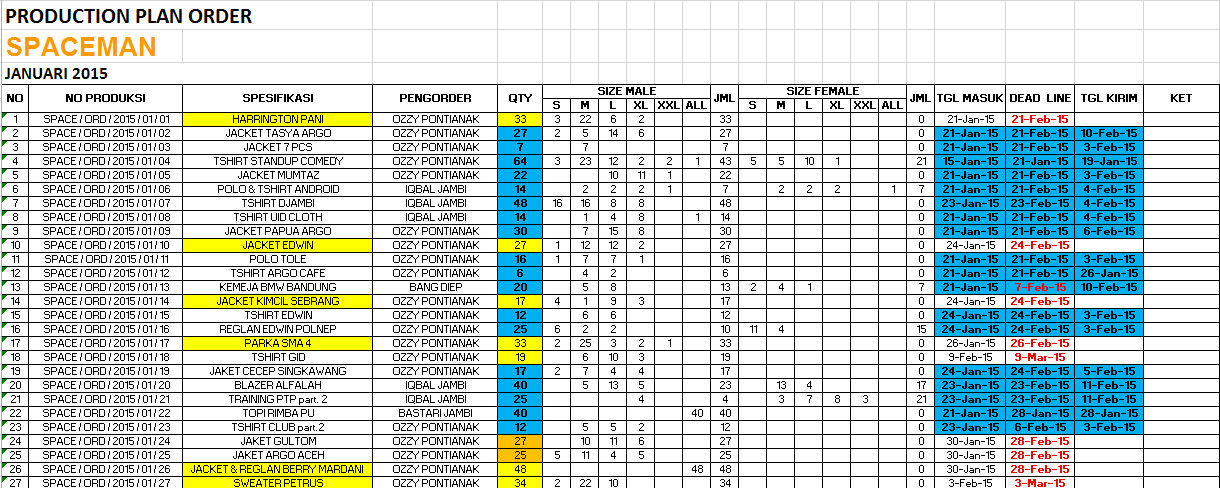 PRODUCTION PLAN ORDER
SPACEMAN
JANUARI 2015
NO NO PRODUKSI SPESIFIKASI PENGORDER QTY SIZE MALE JML SIZE FEMALE JML TGL MASUK DEAD LINE TGL KIRIM KET
S M L XL XXL ALL S M L XL XXL ALL
1 SPACE / ORD / 2015 / 01 / 01 HARRINGTON PANI OZZY PONTIANAK 33 3 22 6 2 33 0 21-Jan-15 21-Feb-15
2 SPACE / ORD / 2015 / 01 / 02 JACKET TASYA ARGO OZZY PONTIANAK 27 2 5 14 6 27 0 21-Jan-15 21-Feb-15 10-Feb-15
3 SPACE / ORD / 2015 / 01 / 03 JACKET 7 PCS OZZY PONTIANAK 7 7 7 0 21-Jan-15 21-Feb-15 3-Feb-15
4 SPACE / ORD / 2015 / 01 / 04 TSHIRT STANDUP COMEDY OZZY PONTIANAK 64 3 23 12 2 2 1 43 5 5 10 1 21 15-Jan-15 21-Jan-15 19-Jan-15
5 SPACE / ORD / 2015 / 01 / 05 JACKET MUMTAZ OZZY PONTIANAK 22 10 11 1 22 0 21-Jan-15 21-Feb-15 3-Feb-15
6 SPACE / ORD / 2015 / 01 / 06 POLO & TSHIRT ANDROID IQBAL JAMBI 14 2 2 2 1 7 2 2 2 1 7 21-Jan-15 21-Feb-15 4-Feb-15
7 SPACE / ORD / 2015 / 01 / 07 TSHIRT DJAMBI IQBAL JAMBI 48 16 16 8 8 48 0 23-Jan-15 23-Feb-15 4-Feb-15
8 SPACE / ORD / 2015 / 01 / 08 TSHIRT UID CLOTH IQBAL JAMBI 14 1 4 8 1 14 0 21-Jan-15 21-Feb-15 4-Feb-15
9 SPACE / ORD / 2015 / 01 / 09 JACKET PAPUA ARGO OZZY PONTIANAK 30 7 15 8 30 0 21-Jan-15 21-Feb-15 6-Feb-15
10 SPACE / ORD / 2015 / 01 / 10 JACKET EDWIN OZZY PONTIANAK 27 1 12 12 2 27 0 24-Jan-15 24-Feb-15
11 SPACE / ORD / 2015 / 01 / 11 POLO TOLE OZZY PONTIANAK 16 1 7 7 1 16 0 21-Jan-15 21-Feb-15 3-Feb-15
12 SPACE / ORD / 2015 / 01 / 12 TSHIRT ARGO CAFE OZZY PONTIANAK 6 4 2 6 0 21-Jan-15 21-Feb-15 26-Jan-15
13 SPACE / ORD / 2015 / 01 / 13 KEMEJA BMW BANDUNG BANG DIEP 20 5 8 13 2 4 1 7 21-Jan-15 7-Feb-15 10-Feb-15
14 SPACE / ORD / 2015 / 01 / 14 JACKET KIMCIL SEBRANG OZZY PONTIANAK 17 4 1 9 3 17 0 24-Jan-15 24-Feb-15
15 SPACE / ORD / 2015 / 01 / 15 TSHIRT EDWIN OZZY PONTIANAK 12 6 6 12 0 24-Jan-15 24-Feb-15 3-Feb-15
16 SPACE / ORD / 2015 / 01 / 16 REGLAN EDWIN POLNEP OZZY PONTIANAK 25 6 2 2 10 11 4 15 24-Jan-15 24-Feb-15 3-Feb-15
17 SPACE / ORD / 2015 / 01 / 17 PARKA SMA 4 OZZY PONTIANAK 33 2 25 3 2 1 33 0 26-Jan-15 26-Feb-15
18 SPACE / ORD / 2015 / 01 / 18 TSHIRT GID OZZY PONTIANAK 19 6 10 3 19 0 9-Feb-15 9-Mar-15
19 SPACE / ORD / 2015 / 01 / 19 JAKET CECEP SINGKAWANG OZZY PONTIANAK 17 2 7 4 4 17 0 24-Jan-15 24-Feb-15 5-Feb-15
20 SPACE / ORD / 2015 / 01 / 20 BLAZER ALFALAH IQBAL JAMBI 40 5 13 5 23 13 4 17 23-Jan-15 23-Feb-15 11-Feb-15
21 SPACE / ORD / 2015 / 01 / 21 TRAINING PTP part. 2 IQBAL JAMBI 25 4 4 3 7 8 3 21 23-Jan-15 23-Feb-15 11-Feb-15
22 SPACE / ORD / 2015 / 01 / 22 TOPI RIMBA PU BASTARI JAMBI 40 40 40 0 21-Jan-15 28-Jan-15 28-Jan-15
23 SPACE / ORD / 2015 / 01 / 23 TSHIRT CLUB part.2 OZZY PONTIANAK 12 5 5 2 12 0 23-Jan-15 6-Feb-15 3-Feb-15
24 SPACE / ORD / 2015 / 01 / 24 JAKET GULTOM OZZY PONTIANAK 27 10 11 6 27 0 30-Jan-15 28-Feb-15
25 SPACE / ORD / 2015 / 01 / 25 JAKET ARGO ACEH OZZY PONTIANAK 25 5 11 4 5 25 0 30-Jan-15 28-Feb-15
26 SPACE / ORD / 2015 / 01 / 26 JACKET & REGLAN BERRY MARDANI OZZY PONTIANAK 48 48 48 0 30-Jan-15 28-Feb-15
27 SPACE / ORD / 2015 / 01 / 27 SWEATER PETRUS OZZY PONTIANAK 34 2 22 10 34 0 3-Feb-15 3-Mar-15